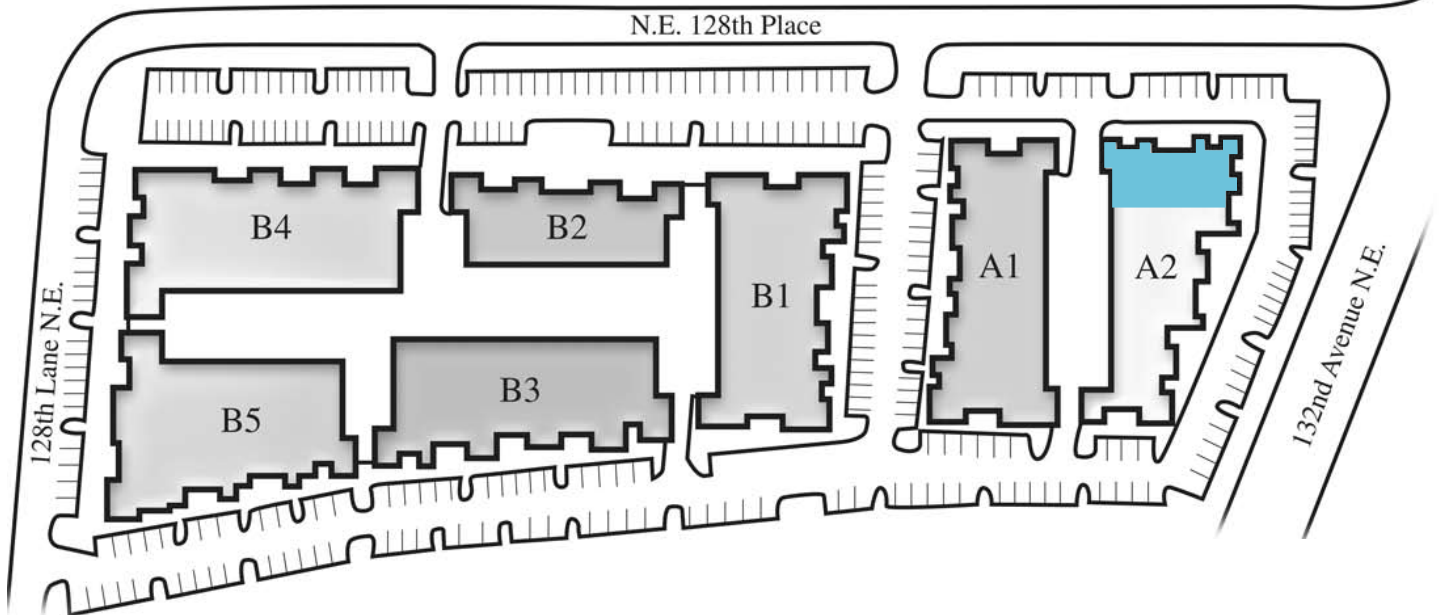 N.E. 128th Place
B4
B2
B1
A1
A2
128th Lane N.E.
B5
B3
132nd Avenue N.E.